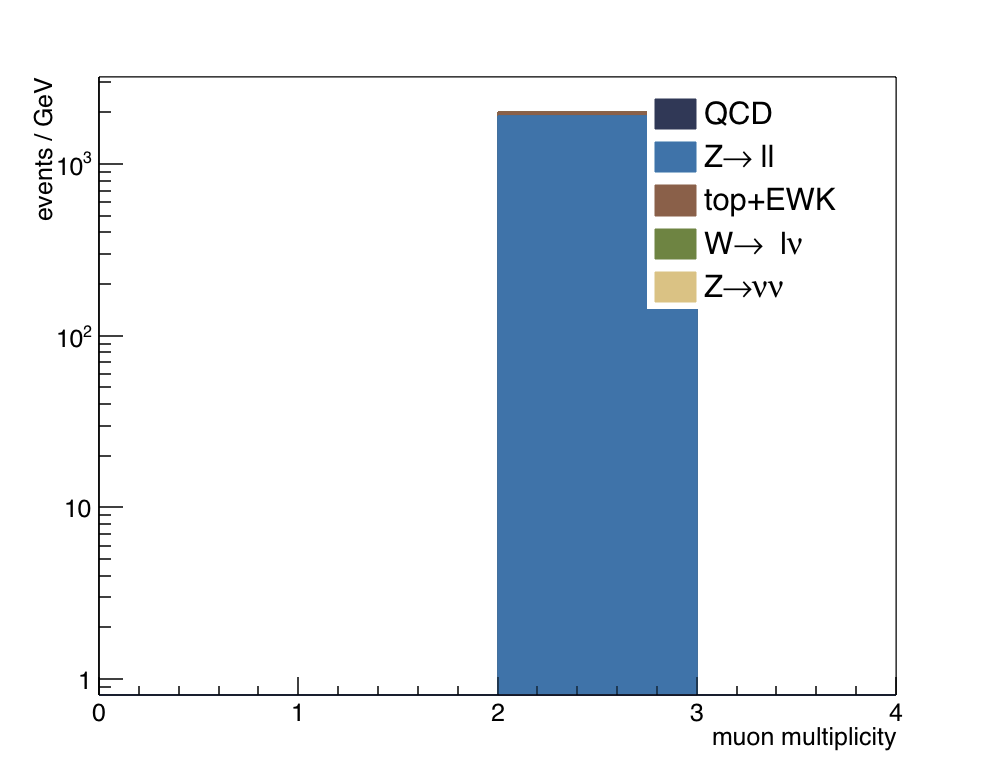 events / GeV
10³
10²
10
1
0 1 2 3 4
muon multiplicity
QCD
Z→ ll
top+EWK
W→ lν
Z→νν